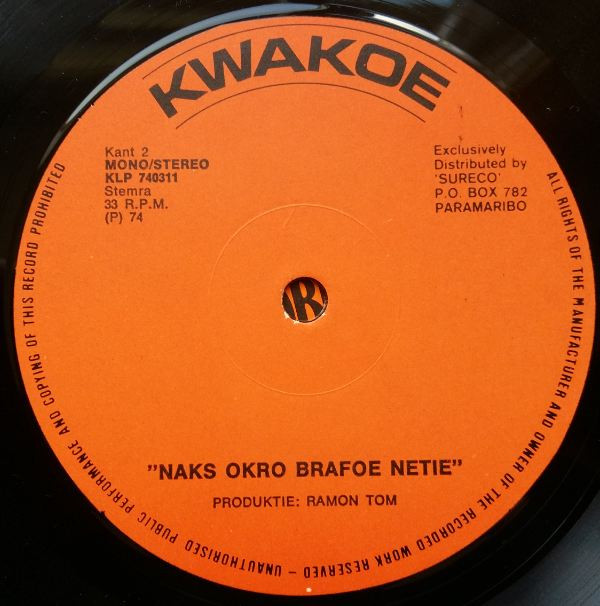 KWAKOE
Kant 2
MONO/STEREO
KLP 740311
Stemra
33 R.P.M.
(P) 74
Exclusively
Distributed by
'SURECO'
P.O. BOX 782
PARAMARIBO
"NAKS OKRO BRAFOE NETIE"
PRODUKTIE: RAMON TOM
ALL RIGHTS OF THE MANUFACTURER AND OWNER OF THE RECORDED WORK RESERVED - UNAUTHORISED PUBLIC PERFORMANCE AND COPYING OF THIS RECORD PROHIBITED